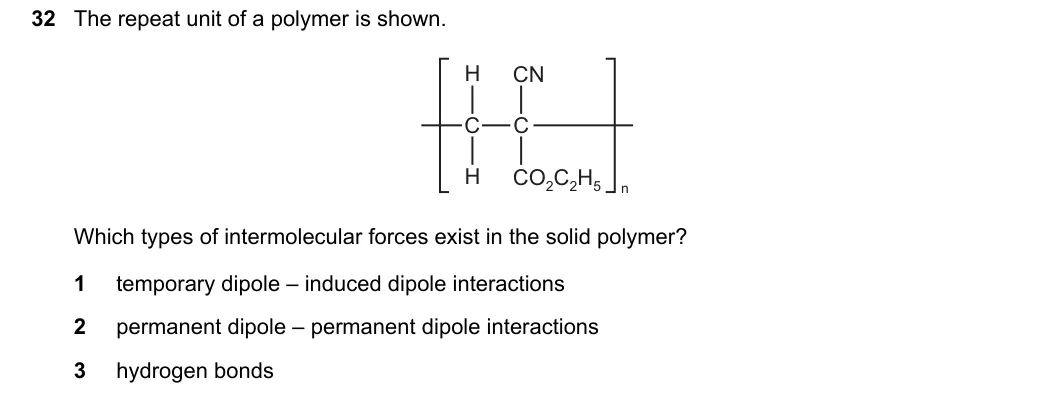 32 The repeat unit of a polymer is shown.
H CN
C C
H CO₂C₂H₅ n
Which types of intermolecular forces exist in the solid polymer?
1 temporary dipole – induced dipole interactions
2 permanent dipole – permanent dipole interactions
3 hydrogen bonds